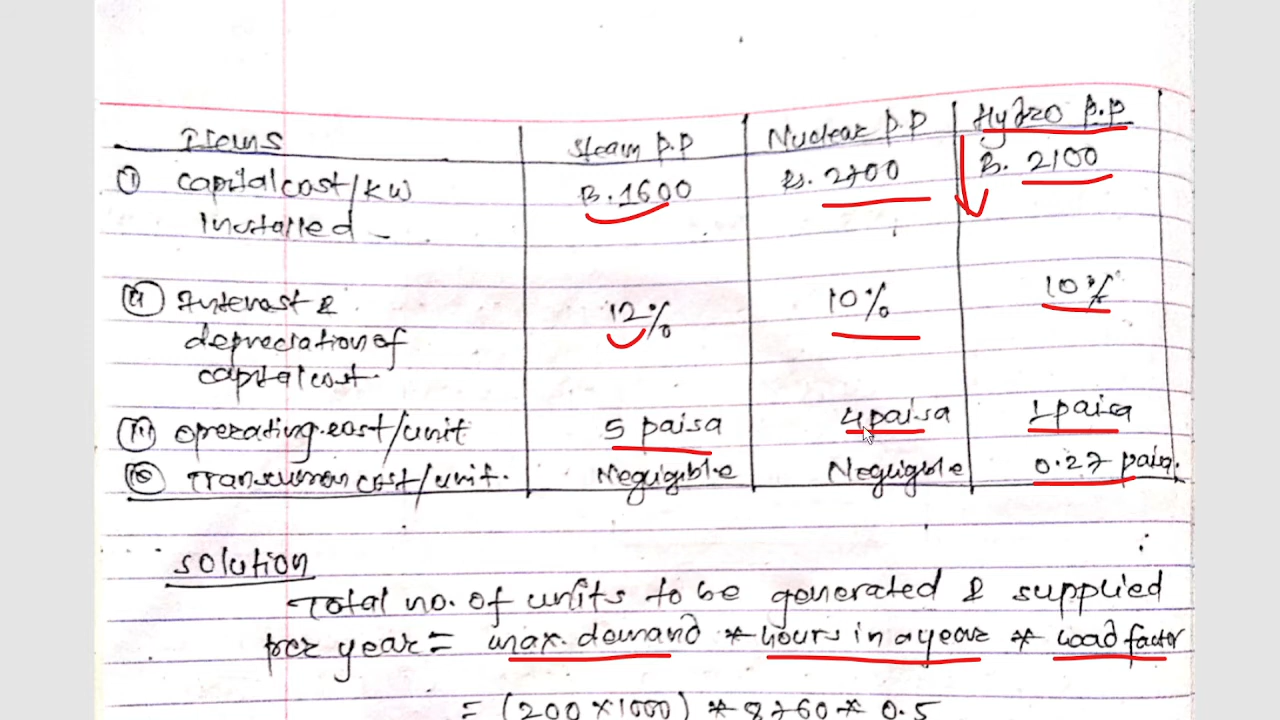 Items Steam P.P Nuclear P.P Hydro P.P
① Capital cost/KW Rs. 1600 Rs. 2700 Rs. 2100
Installed
② Interest & 12% 10% 10%
depreciation of
capital cost.
(iii) Operating cost/unit 5 paisa 4 paisa 1 paisa
Transmission cost/unit. Negligible Negligible 0.27 paisa.
Solution
Total no. of units to be generated & supplied
per year = max. demand * hours in a year * Load factor
= (200 x 1000) * 8760 * 0.5